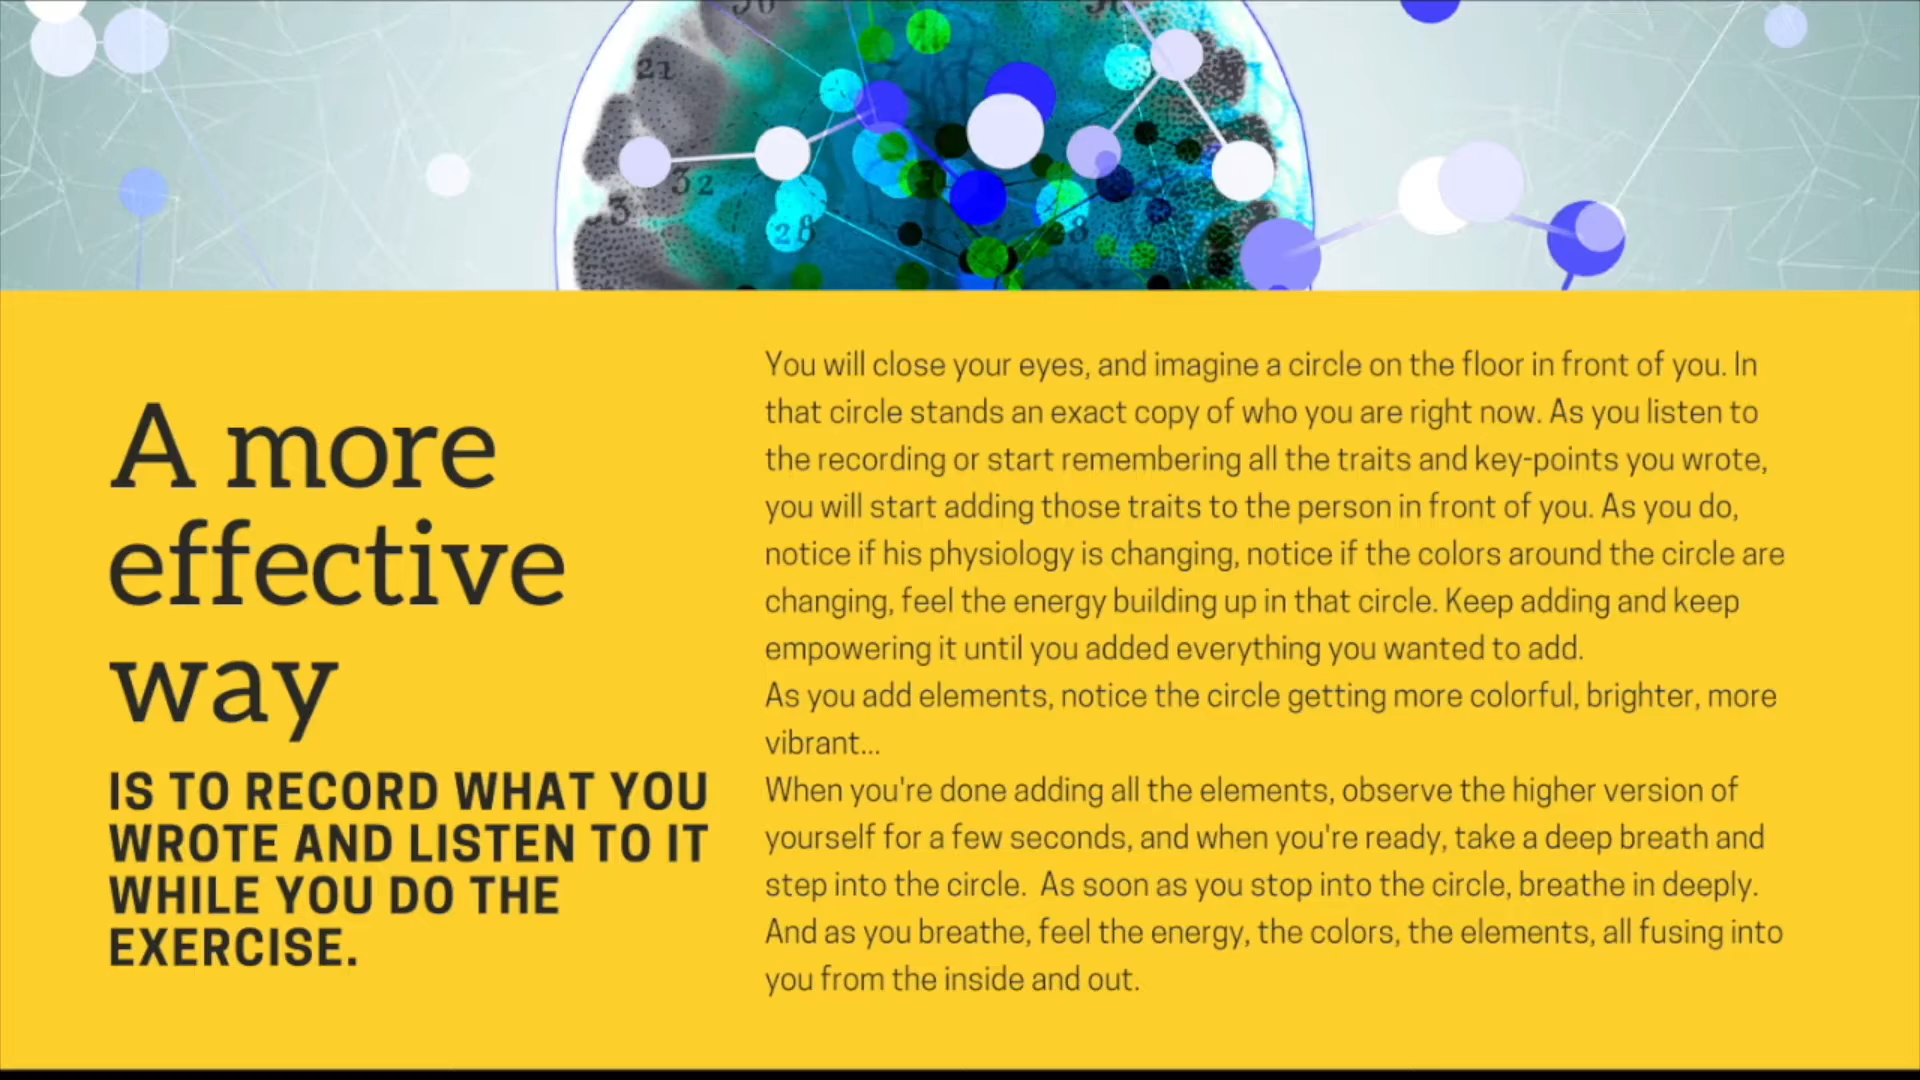 36
36
21
32
3
28
28
A more
effective
way
IS TO RECORD WHAT YOU
WROTE AND LISTEN TO IT
WHILE YOU DO THE
EXERCISE.
You will close your eyes, and imagine a circle on the floor in front of you. In
that circle stands an exact copy of who you are right now. As you listen to
the recording or start remembering all the traits and key-points you wrote,
you will start adding those traits to the person in front of you. As you do,
notice if his physiology is changing, notice if the colors around the circle are
changing, feel the energy building up in that circle. Keep adding and keep
empowering it until you added everything you wanted to add.
As you add elements, notice the circle getting more colorful, brighter, more
vibrant...
When you're done adding all the elements, observe the higher version of
yourself for a few seconds, and when you're ready, take a deep breath and
step into the circle.  As soon as you stop into the circle, breathe in deeply.
And as you breathe, feel the energy, the colors, the elements, all fusing into
you from the inside and out.